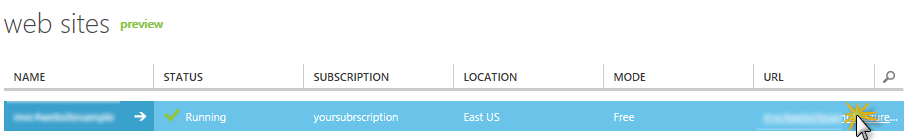 web sites preview
NAME STATUS SUBSCRIPTION LOCATION MODE URL
Running yoursubrscription East US Free